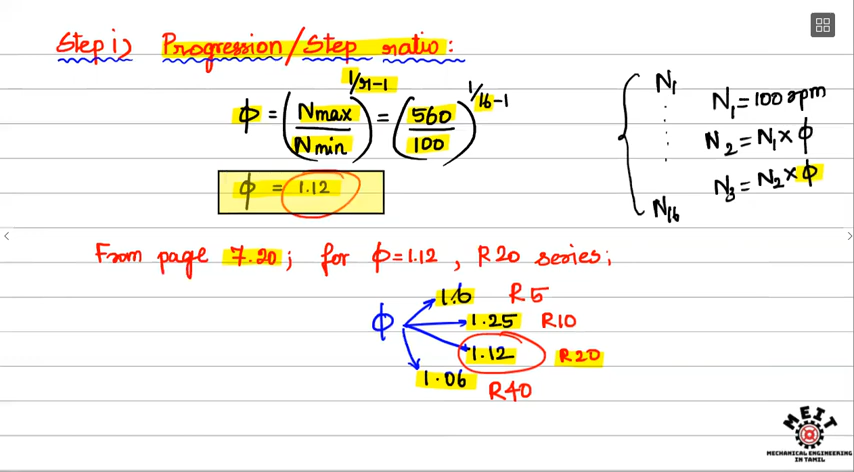 Step i) Progression/Step ratio:
ϕ = (Nmax/Nmin)^1/n-1 = (560/100)^1/16-1
ϕ = 1.12
N1
N16
N1 = 100 rpm
N2 = N1 × ϕ
N3 = N2 × ϕ
From page 7.20; for ϕ=1.12, R20 series;
ϕ
1.6 R5
1.25 R10
1.12 R20
1.06 R40
MEIT
MECHANICAL ENGINEERING
IN TAMIL